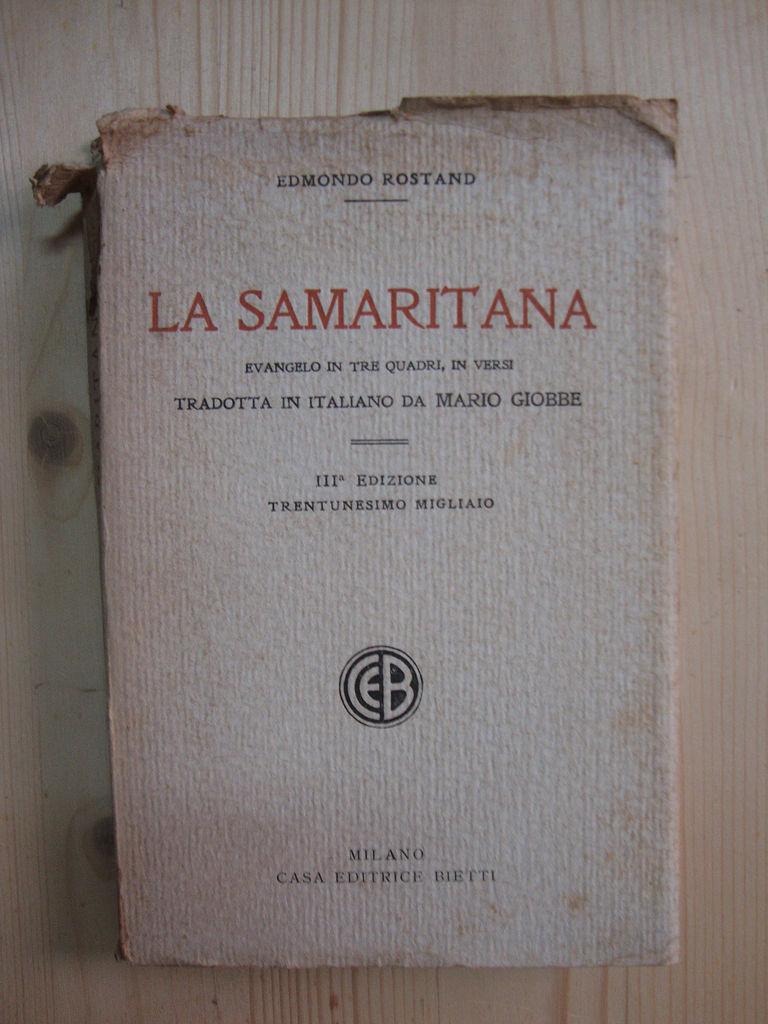 EDMONDO ROSTAND
LA SAMARITANA
EVANGELO IN TRE QUADRI, IN VERSI
TRADOTTA IN ITALIANO DA MARIO GIOBBE
IIIª EDIZIONE
TRENTUNESIMO MIGLIAIO
CEB
MILANO
CASA EDITRICE BIETTI